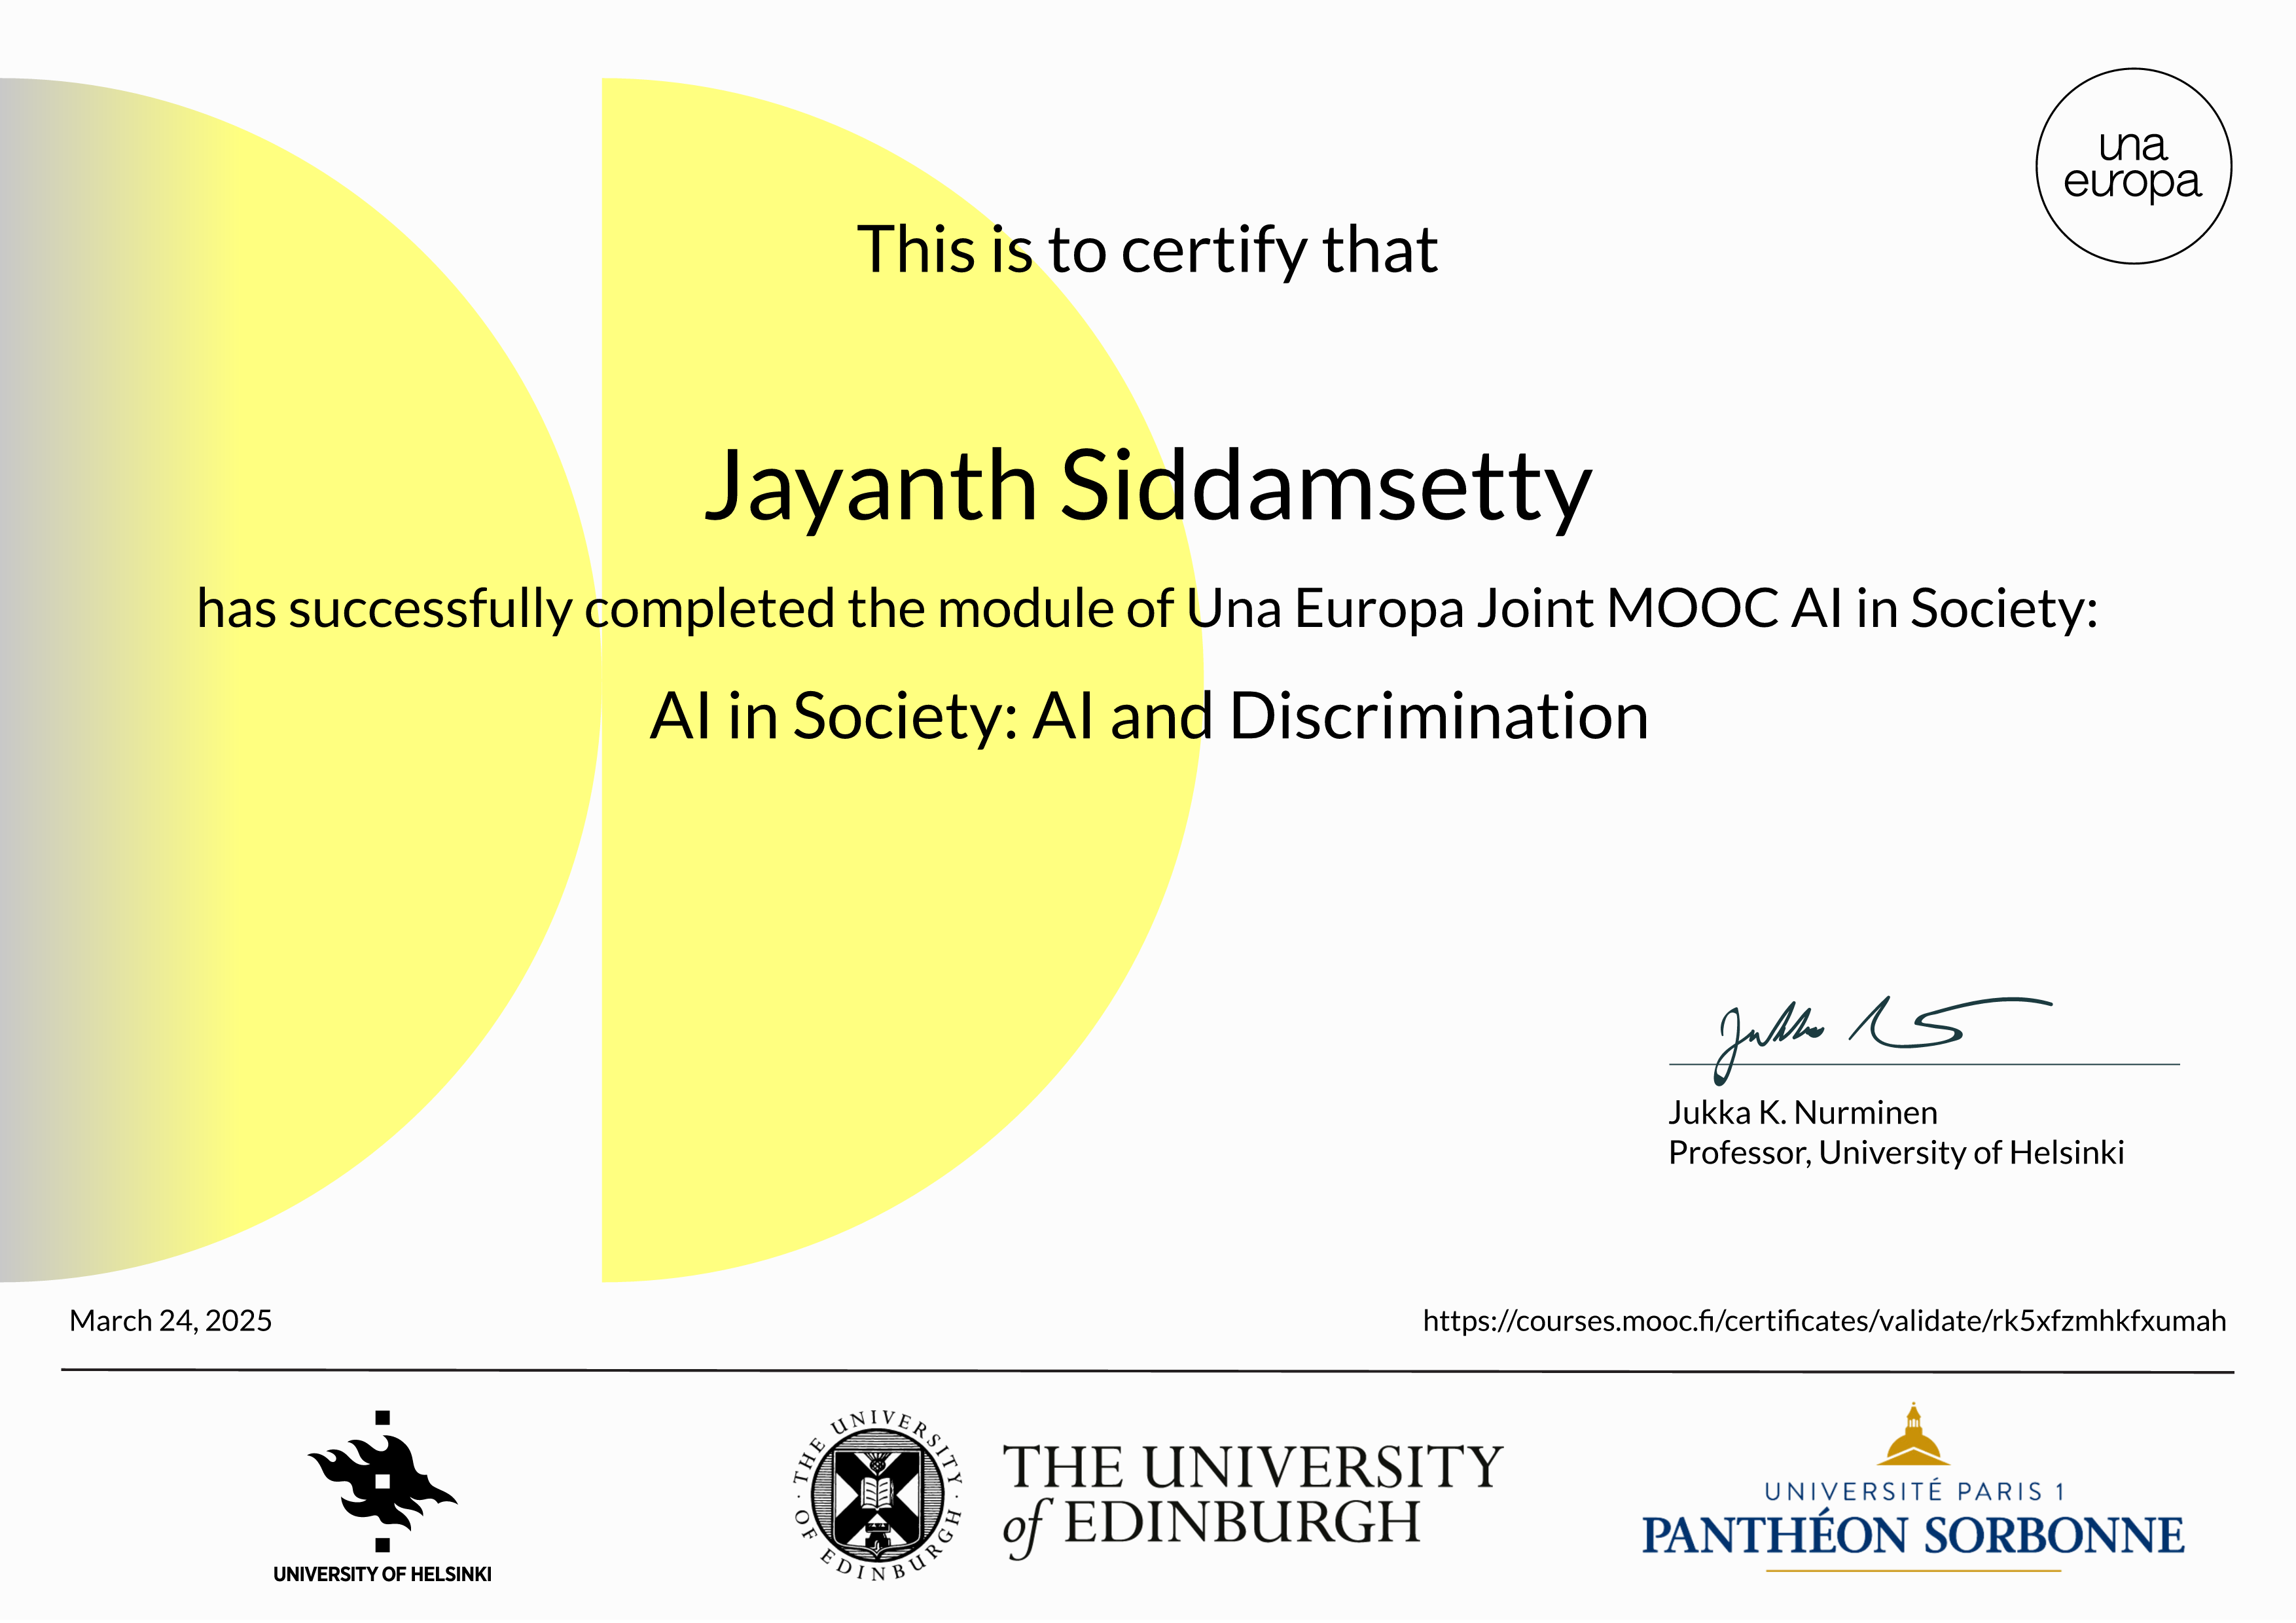 una
europa
This is to certify that
Jayanth Siddamsetty
has successfully completed the module of Una Europa Joint MOOC AI in Society:
AI in Society: AI and Discrimination
Jukka K. Nurminen
Professor, University of Helsinki
March 24, 2025
https://courses.mooc.fi/certificates/validate/rk5xfzmhkfxumah
UNIVERSITY OF HELSINKI
· THE UNIVERSITY · OF EDINBURGH
THE UNIVERSITY
of EDINBURGH
UNIVERSITÉ PARIS 1
PANTHÉON SORBONNE